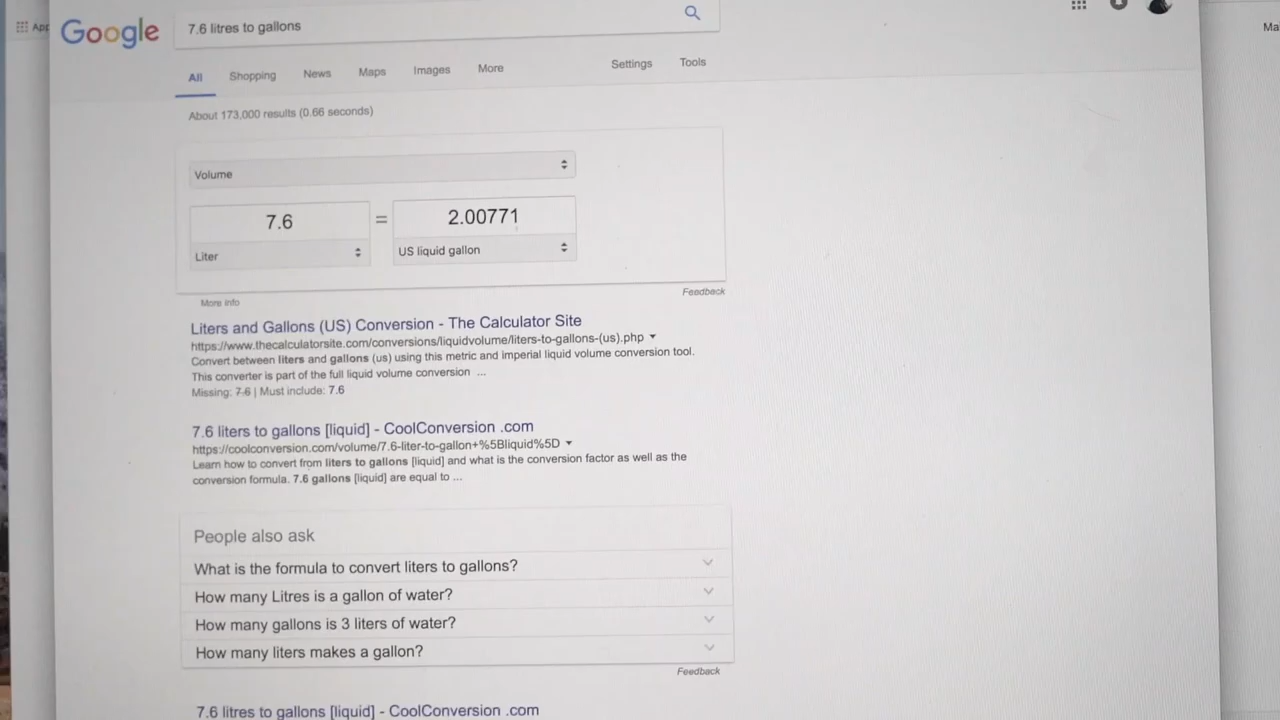 App
Google
7.6 litres to gallons
Ma
All
Shopping
News
Maps
Images
More
Settings
Tools
About 173,000 results (0.66 seconds)
Volume
7.6 = 2.00771
Liter
US liquid gallon
More info
Feedback
Liters and Gallons (US) Conversion - The Calculator Site
https://www.thecalculatorsite.com/conversions/liquidvolume/liters-to-gallons-(us).php
Convert between liters and gallons (us) using this metric and imperial liquid volume conversion tool.
This converter is part of the full liquid volume conversion ...
Missing: 7.6 | Must include: 7.6
7.6 liters to gallons [liquid] - CoolConversion .com
https://coolconversion.com/volume/7.6-liter-to-gallon+%5Bliquid%5D
Learn how to convert from liters to gallons [liquid] and what is the conversion factor as well as the
conversion formula. 7.6 gallons [liquid] are equal to ...
People also ask
What is the formula to convert liters to gallons?
How many Litres is a gallon of water?
How many gallons is 3 liters of water?
How many liters makes a gallon?
Feedback
7.6 litres to gallons [liquid] - CoolConversion .com